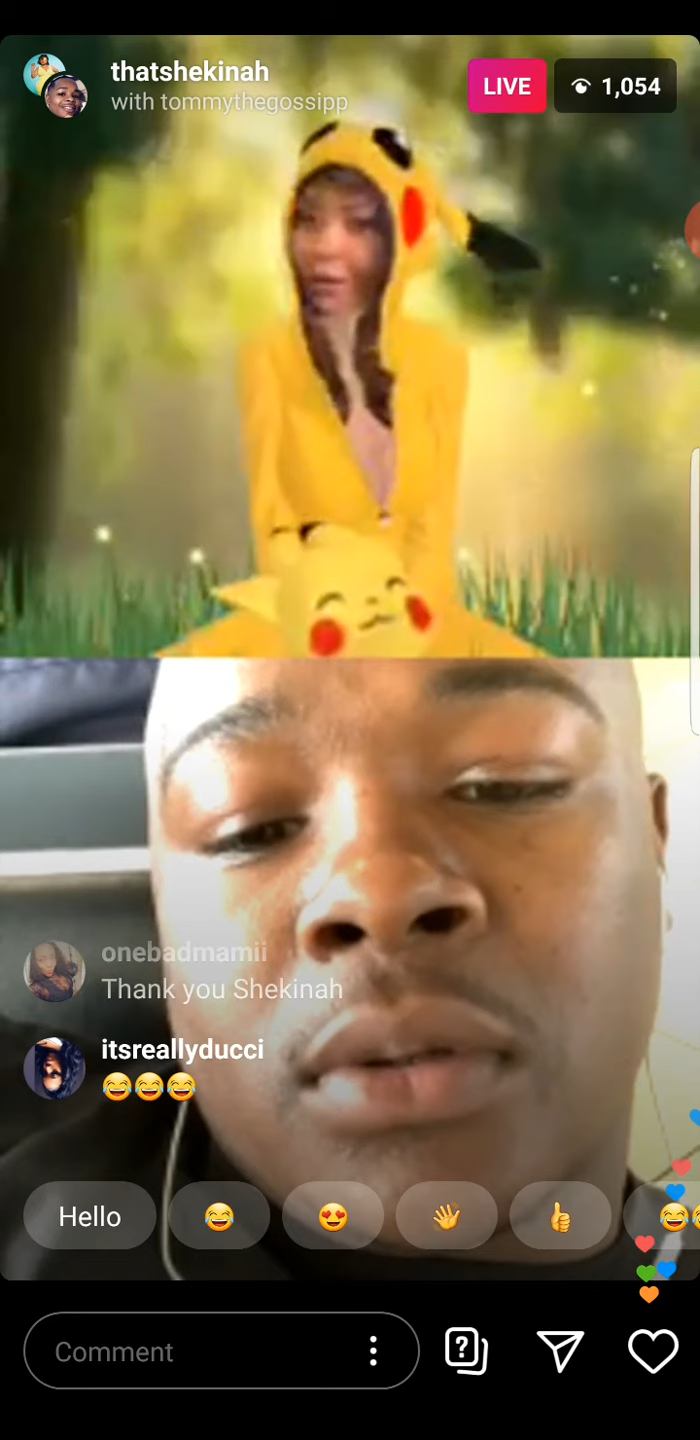 thatshekinah
with tommythegossipp
LIVE
1,054
onebadmamii
Thank you Shekinah
itsreallyducci
😂😂😂
Hello
Comment